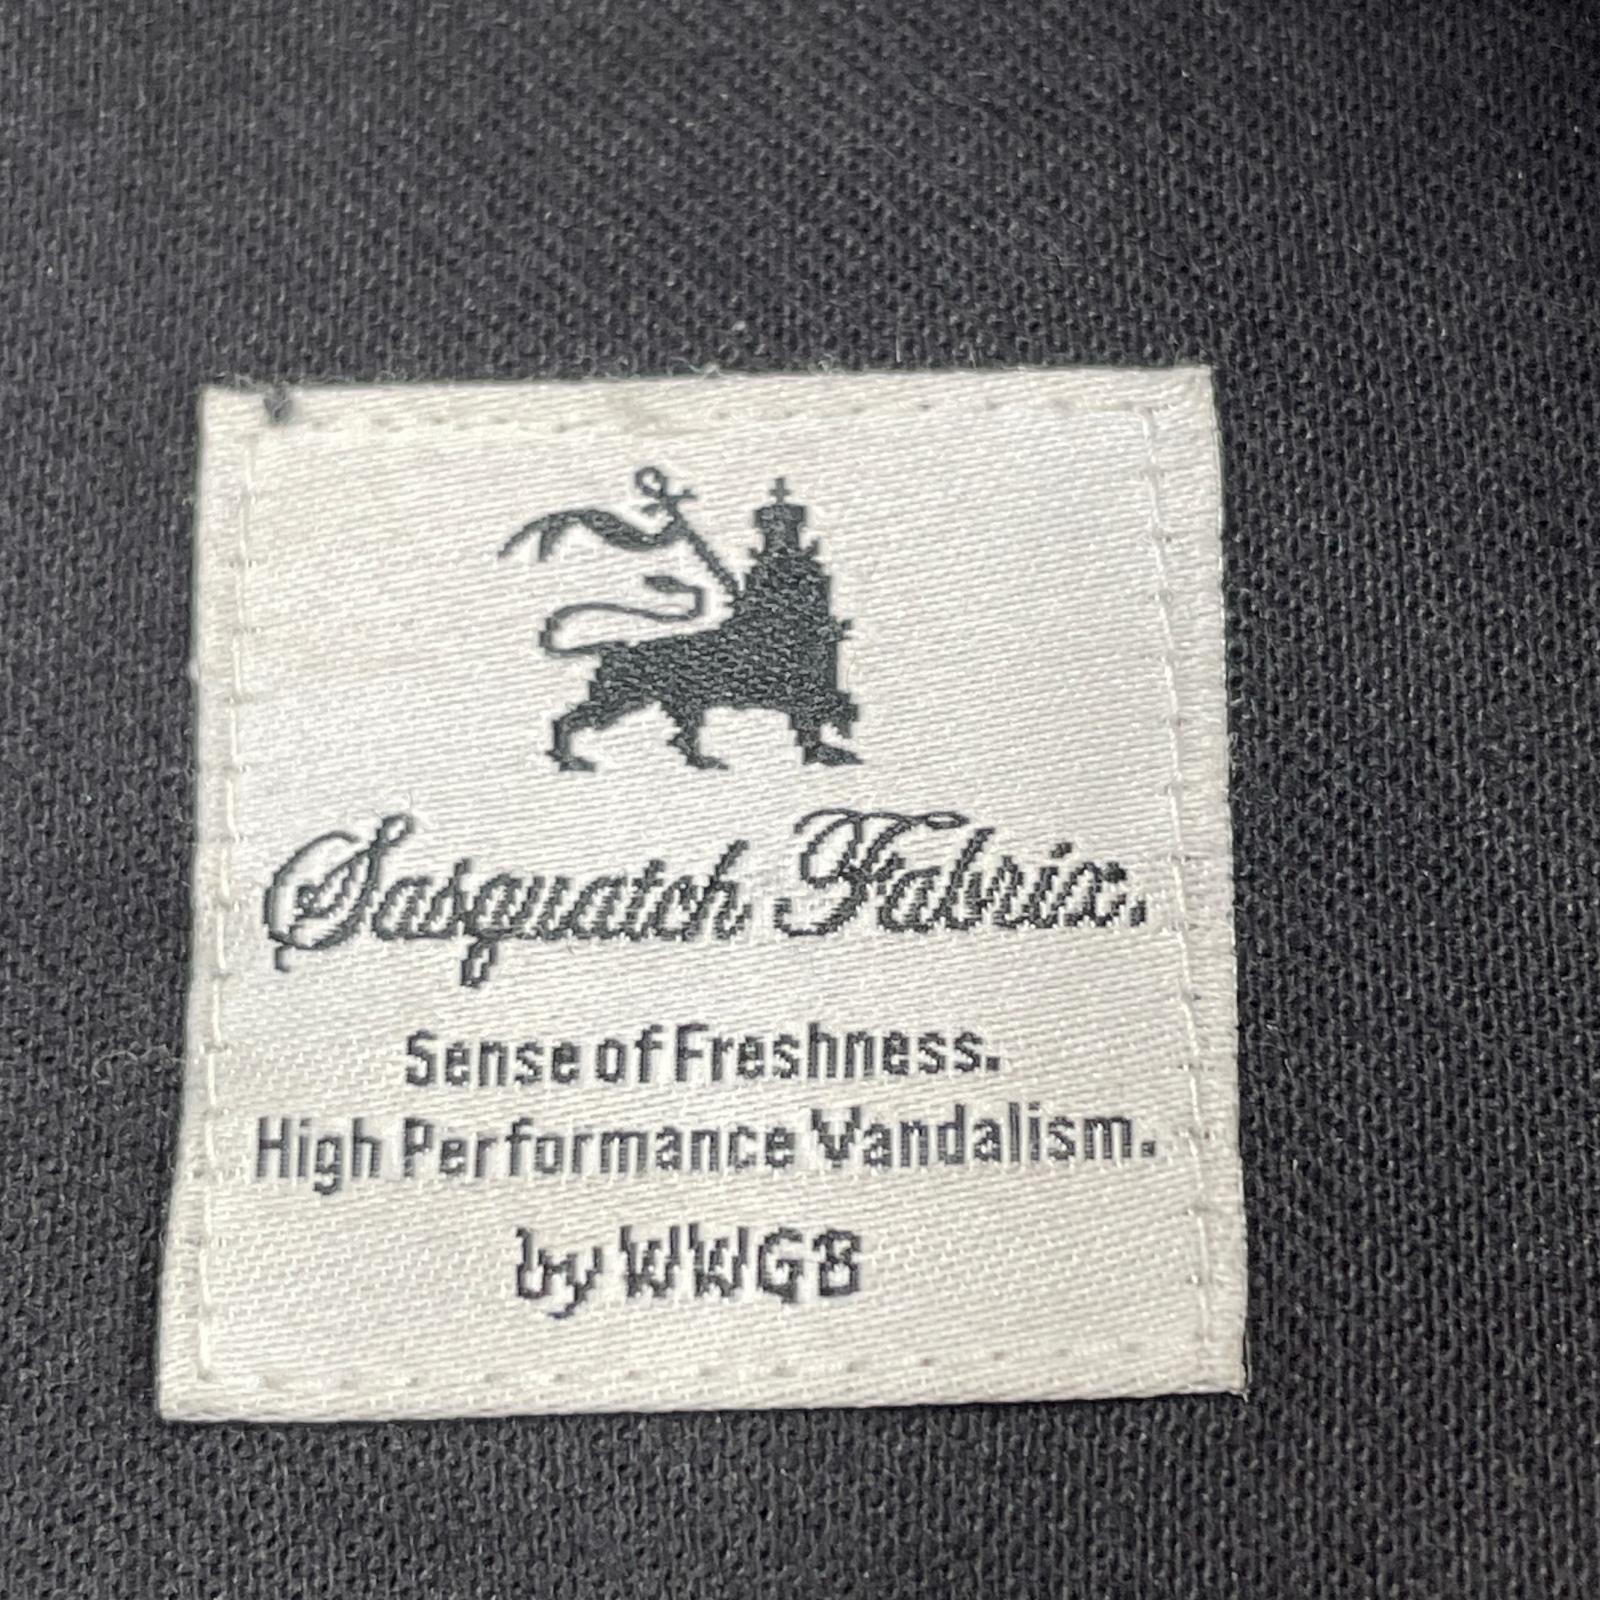 Sasquatch Fabrix.
Sense of Freshness.
High Performance Vandalism.
by WWGB